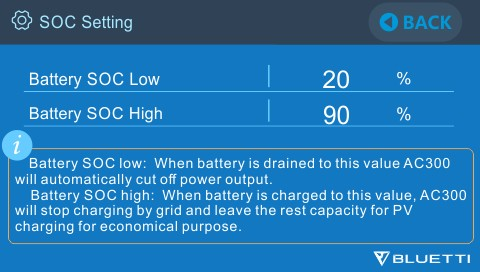 SOC Setting
BACK
Battery SOC Low 20 %
Battery SOC High 90 %
i
Battery SOC low: When battery is drained to this value AC300
will automatically cut off power output.
Battery SOC high: When battery is charged to this value, AC300
will stop charging by grid and leave the rest capacity for PV
charging for economical purpose.
BLUETTI